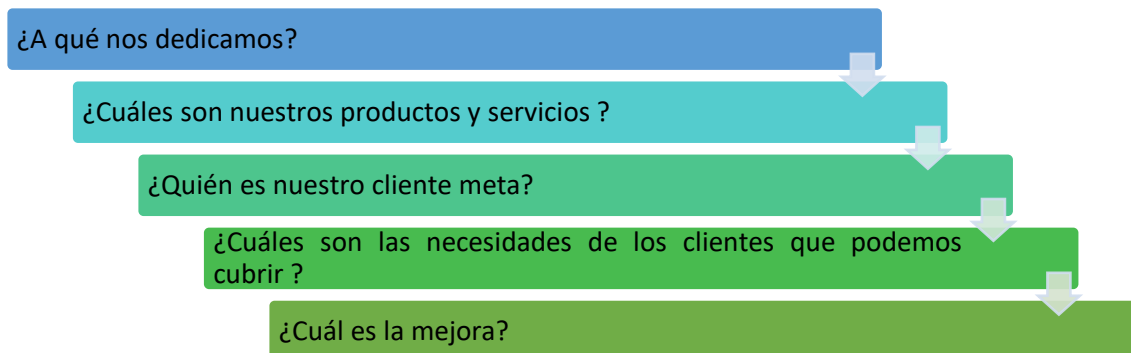 ¿A qué nos dedicamos?
¿Cuáles son nuestros productos y servicios ?
¿Quién es nuestro cliente meta?
¿Cuáles son las necesidades de los clientes que podemos
cubrir ?
¿Cuál es la mejora?